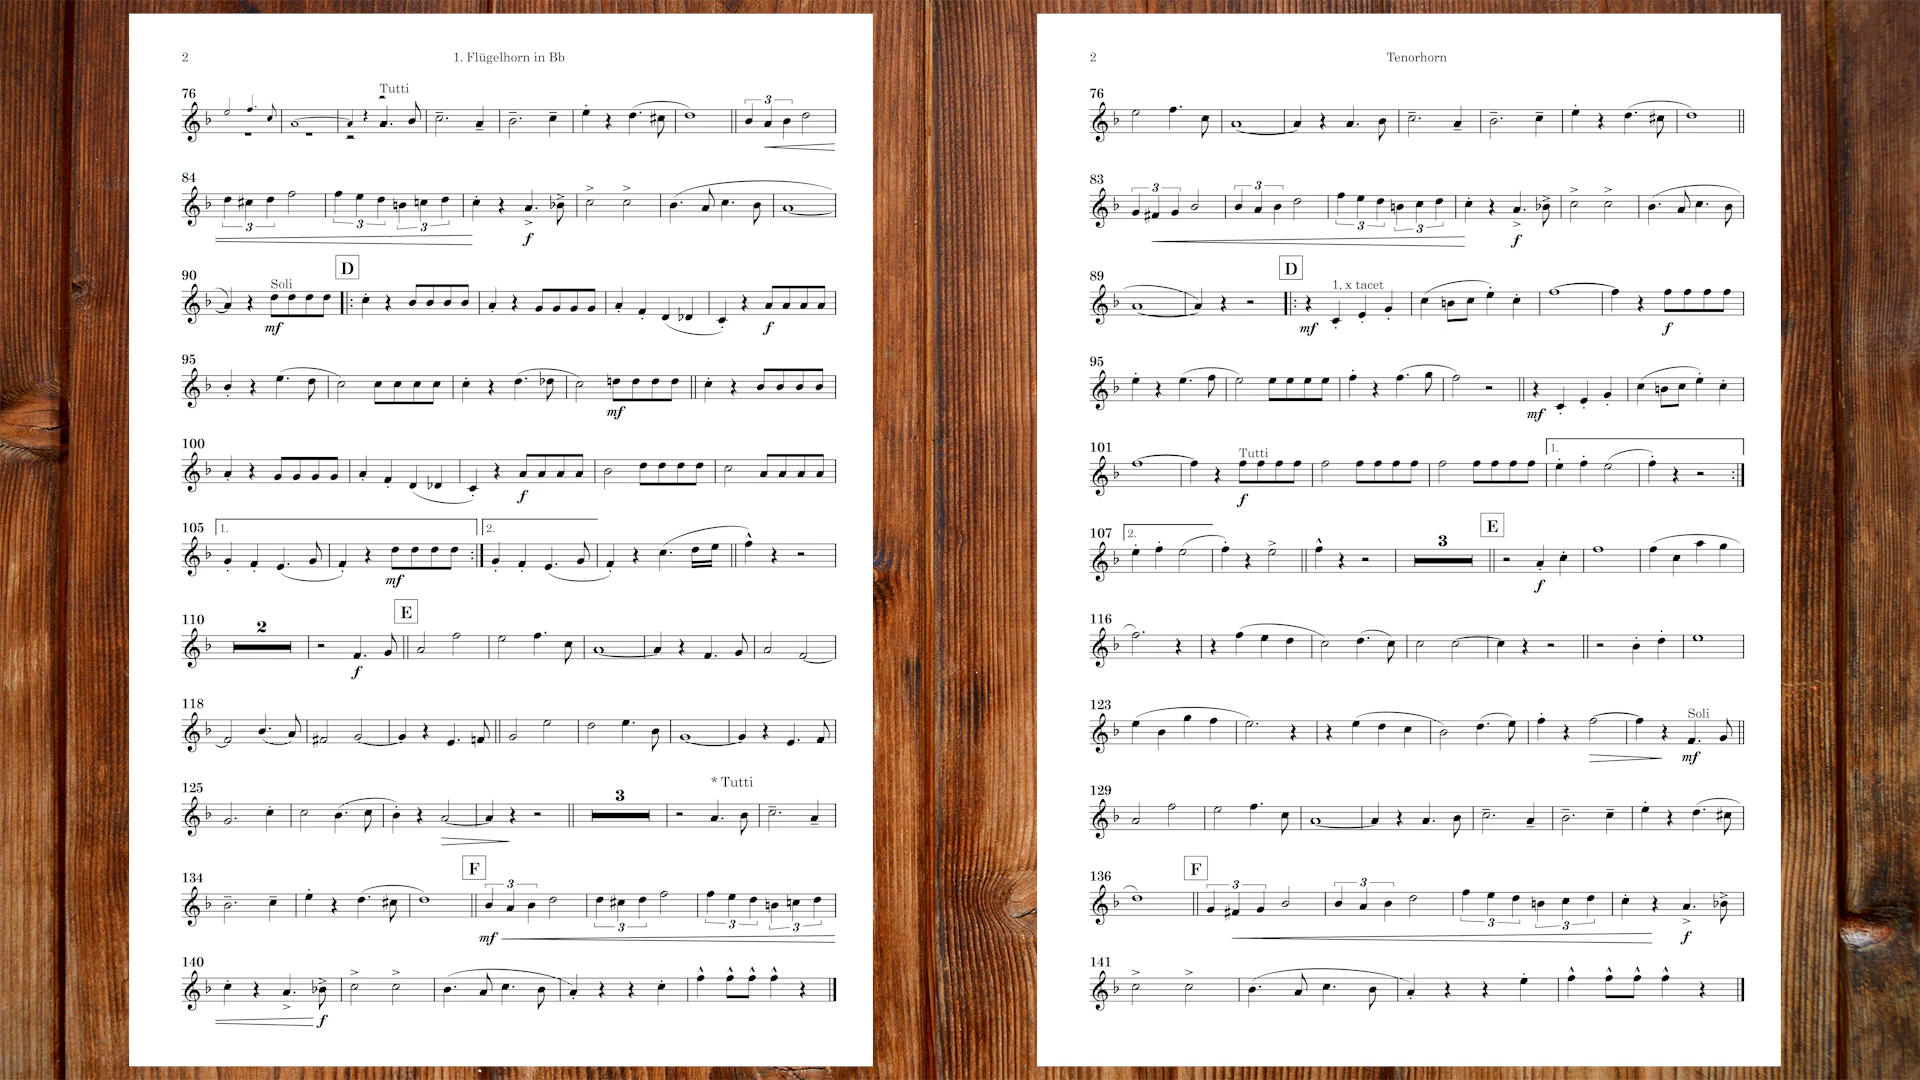 2 1. Flügelhorn in Bb
76 Tutti
3
84
3 3 3
f
90 Soli D
mf f
95
mf
100
f
105 1. 2.
mf
110 2 E
f
118
125 3 * Tutti
134 F 3
3 3 3
mf
140
f
2 Tenorhorn
76
83 3 3
3 3
f
89 D 1. x tacet
mf f
95
mf
101 Tutti 1.
f
107 2. 3 E
f
116
123 Soli
mf
129
136 F 3 3
3 3
f
141